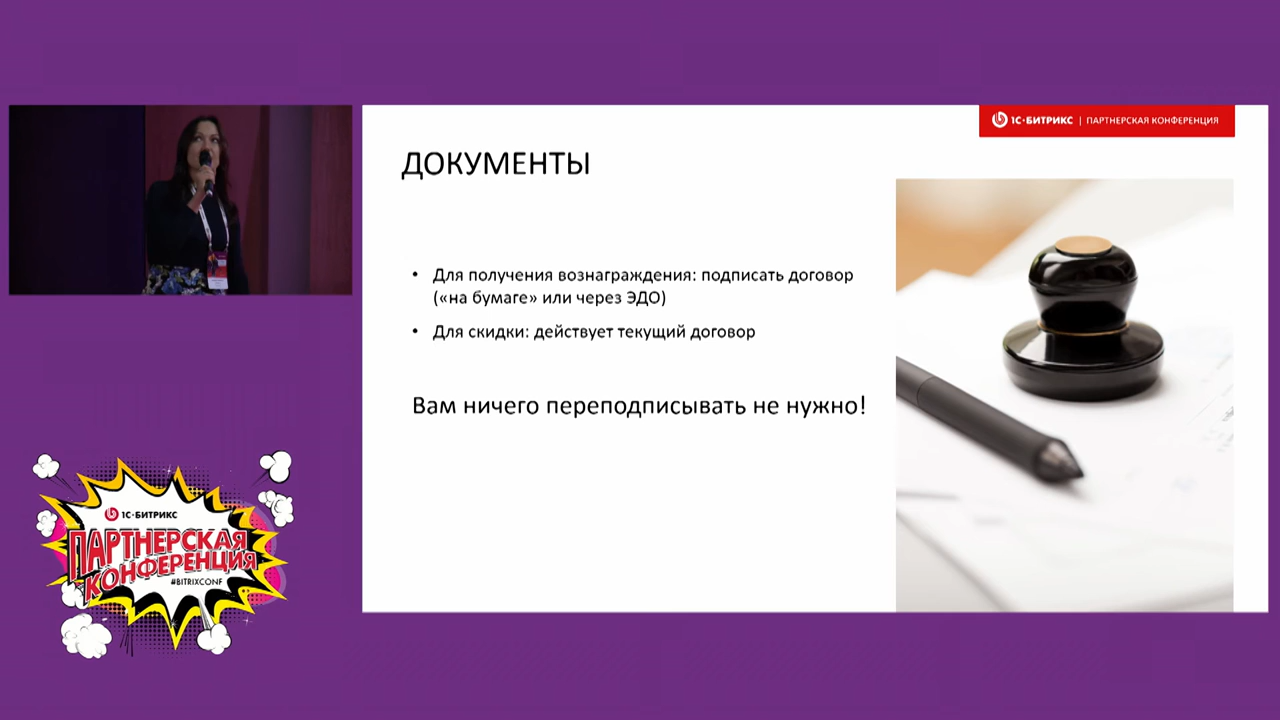 1С·БИТРИКС | ПАРТНЕРСКАЯ КОНФЕРЕНЦИЯ
ДОКУМЕНТЫ
• Для получения вознаграждения: подписать договор
(«на бумаге» или через ЭДО)
• Для скидки: действует текущий договор
Вам ничего переподписывать не нужно!
1С·БИТРИКС
ПАРТНЕРСКАЯ
КОНФЕРЕНЦИЯ
#BITRIXCONF